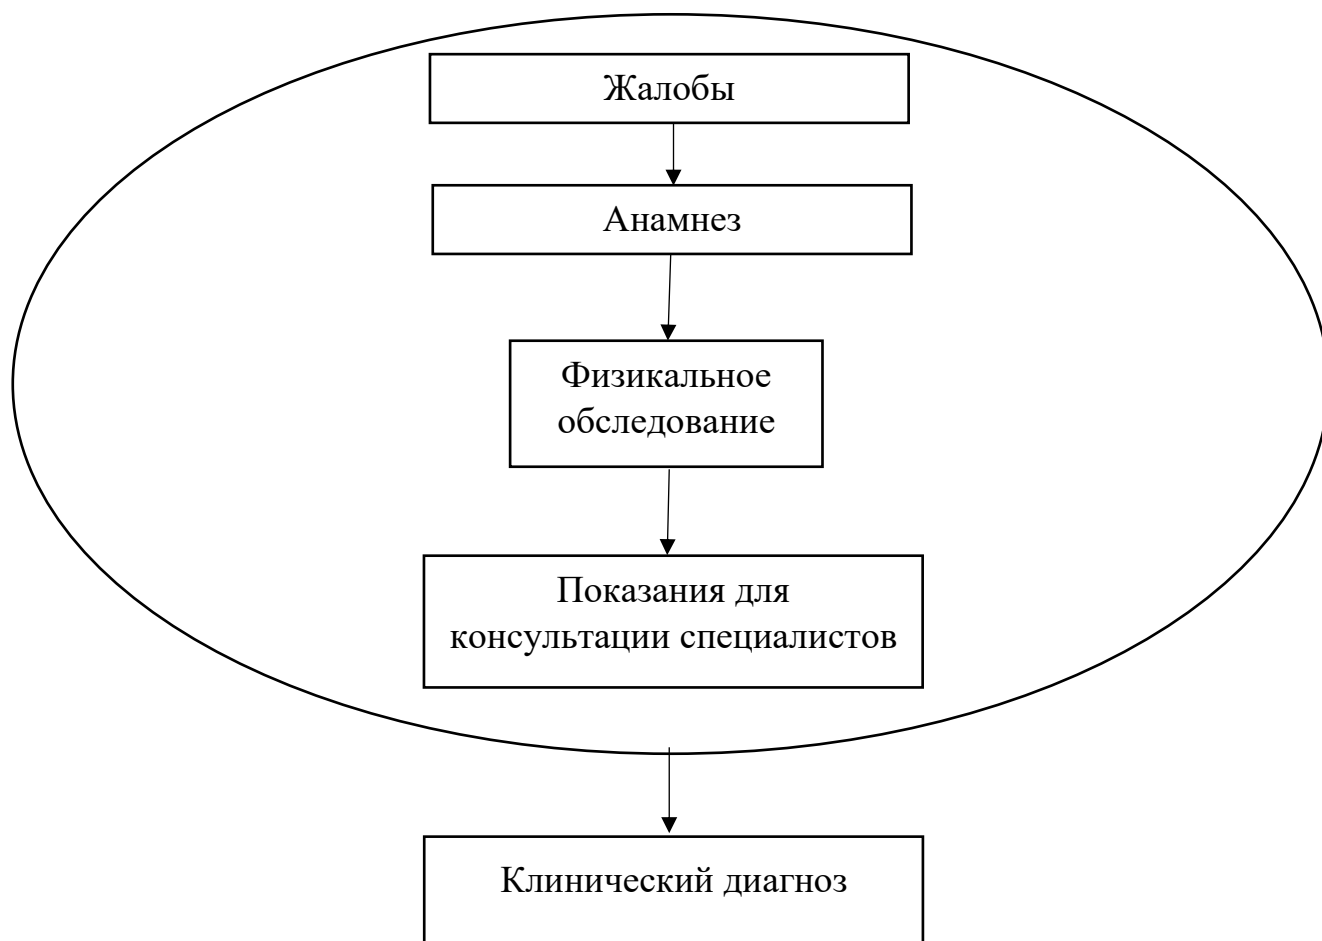 Жалобы
Анамнез
Физикальное
обследование
Показания для
консультации специалистов
Клинический диагноз